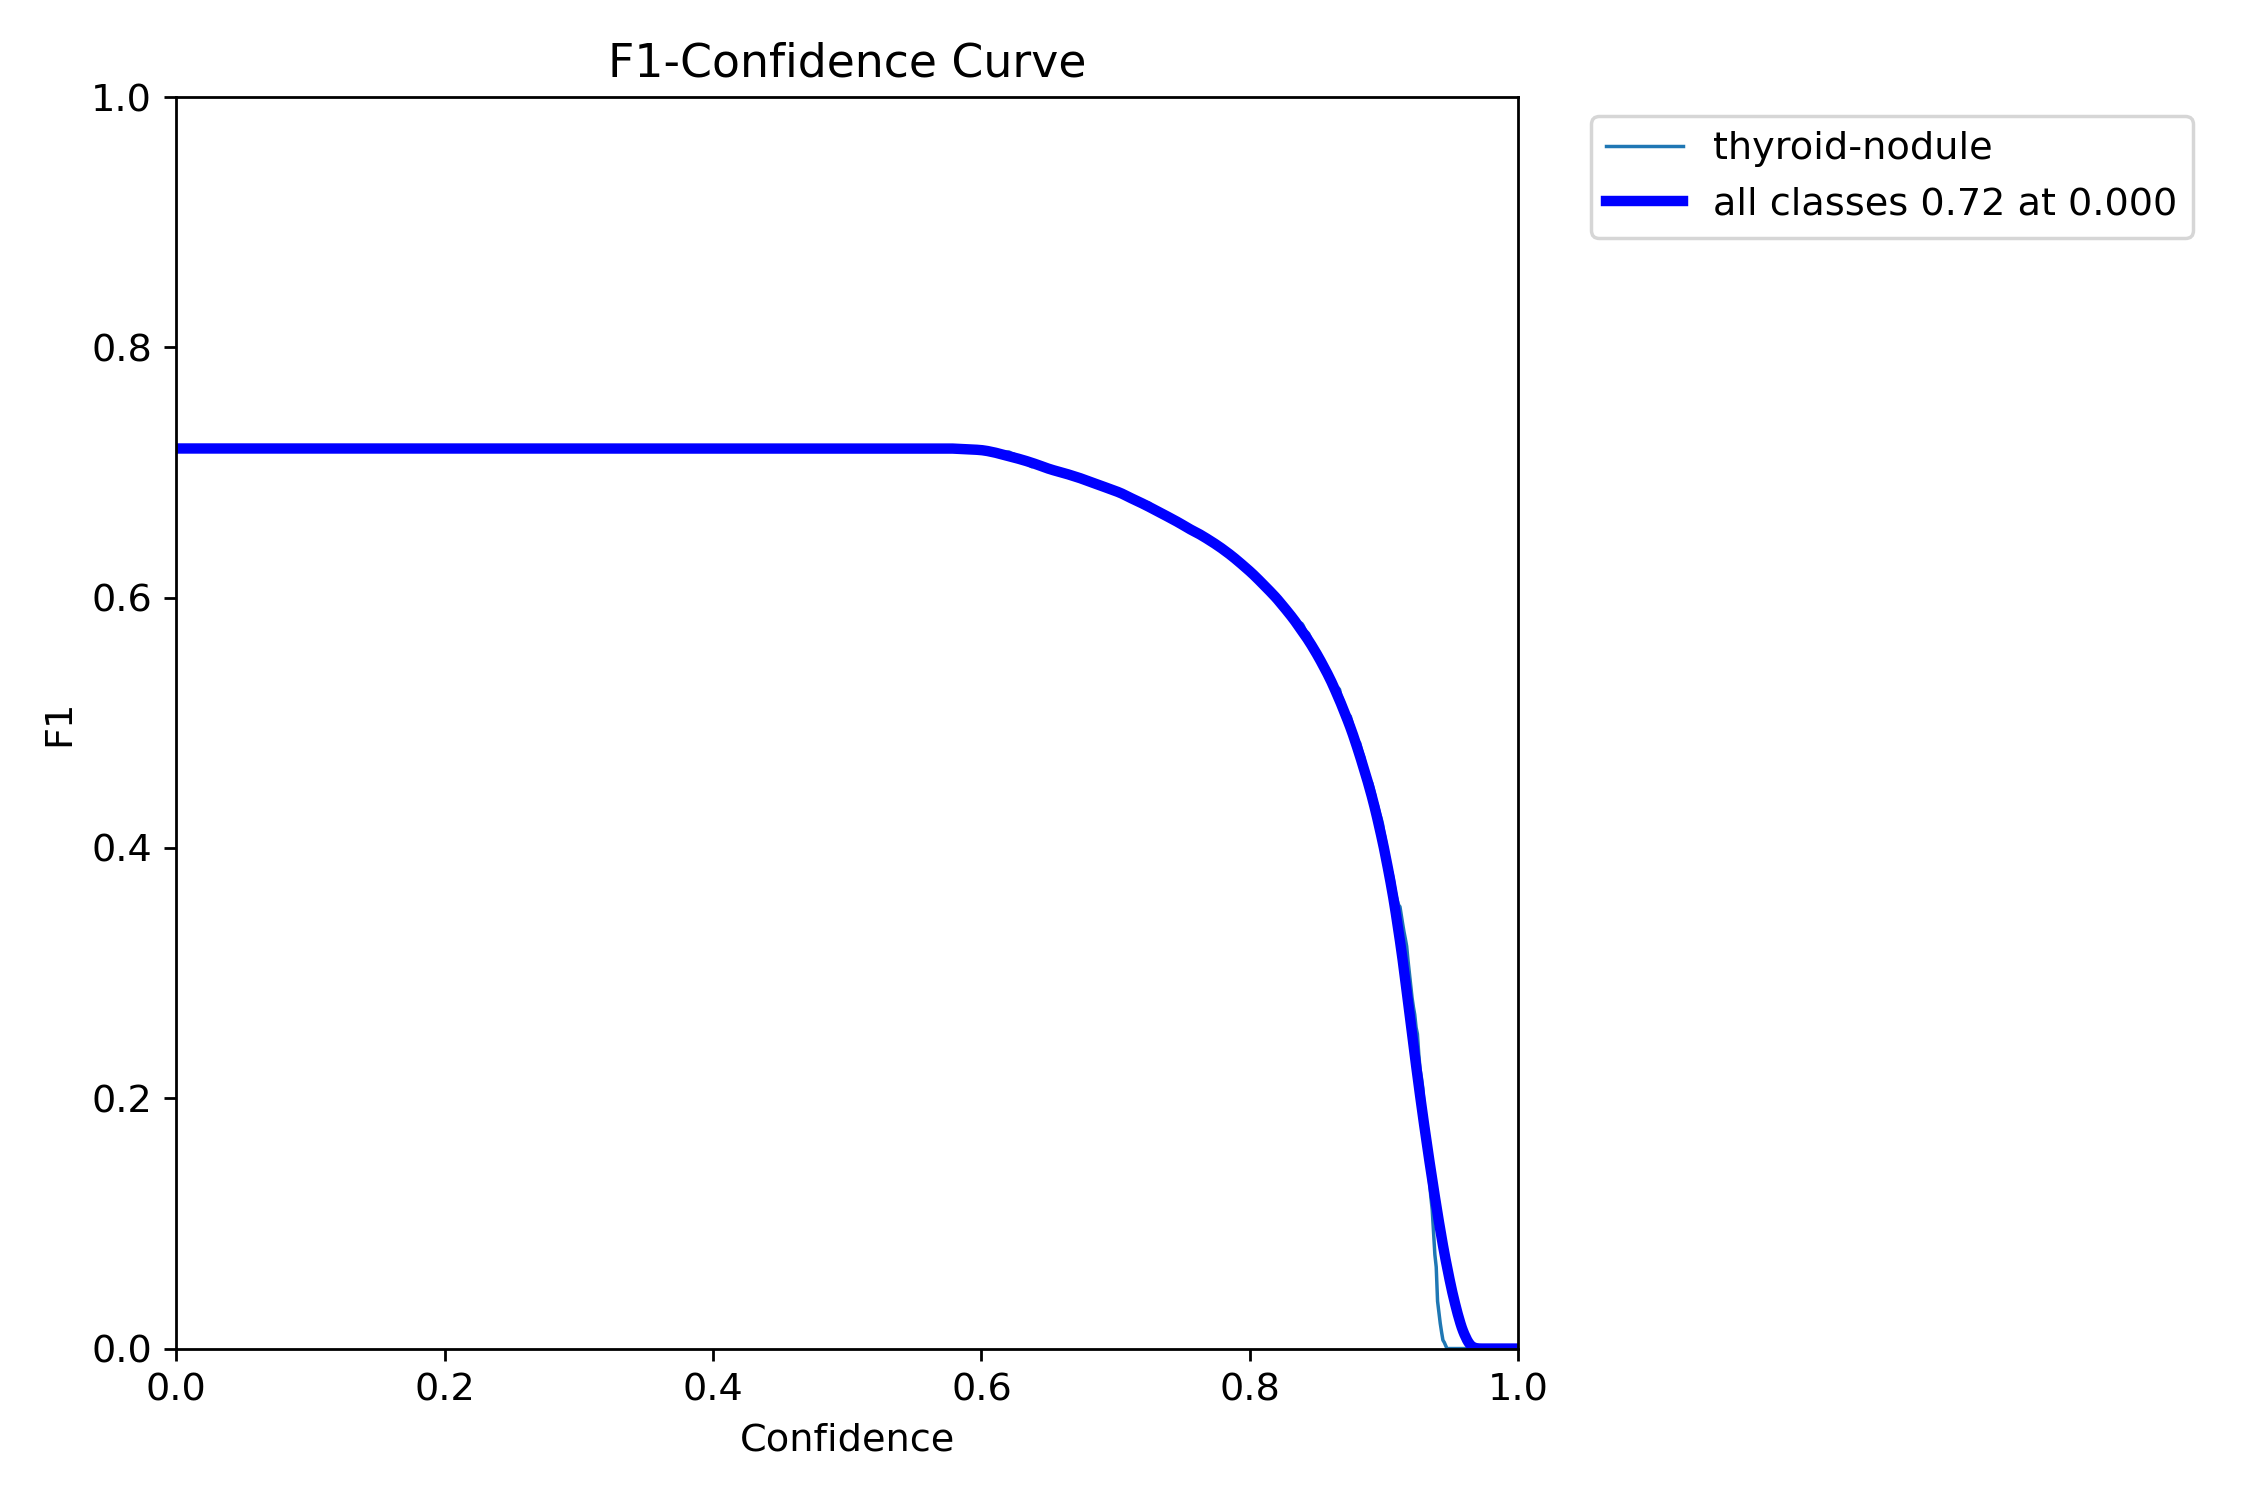 F1-Confidence Curve
1.0
0.8
0.6
0.4
0.2
0.0
F1
0.0 0.2 0.4 0.6 0.8 1.0
Confidence
thyroid-nodule
all classes 0.72 at 0.000